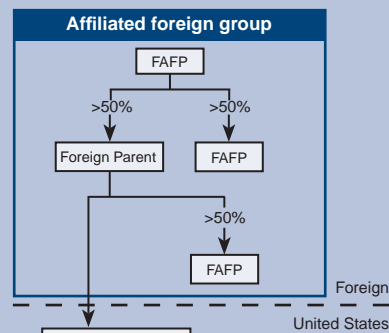 Affiliated foreign group
FAFP
>50% >50%
Foreign Parent FAFP
>50%
FAFP
Foreign
United States